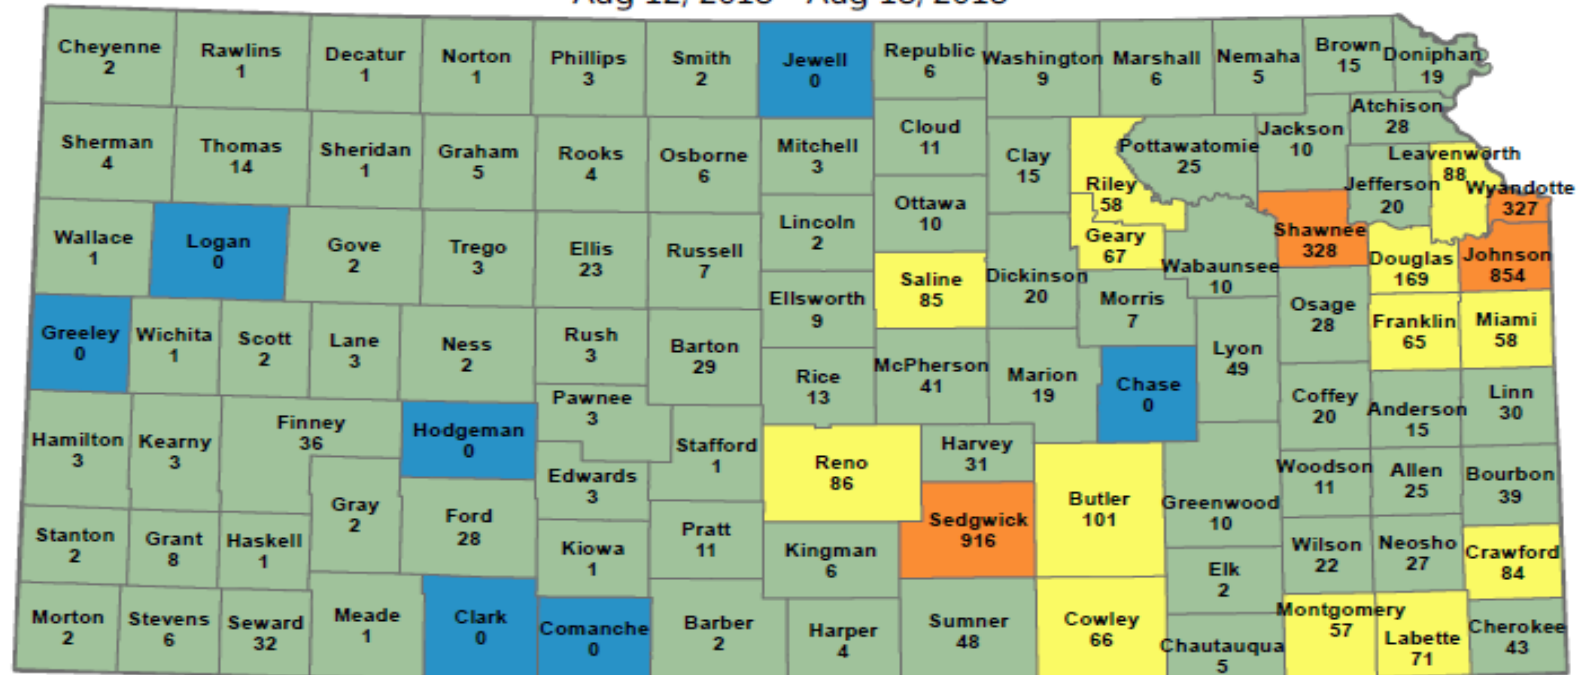 Aug 12, 2018 - Aug 18, 2018
Cheyenne
2
Rawlins
1
Decatur
1
Norton
1
Phillips
3
Smith
2
Jewell
0
Republic
6
Washington
9
Marshall
6
Nemaha
5
Brown
15
Doniphan
19
Sherman
4
Thomas
14
Sheridan
1
Graham
5
Rooks
4
Osborne
6
Mitchell
3
Cloud
11
Clay
15
Riley
58
Pottawatomie
25
Jackson
10
Atchison
28
Jefferson
20
Leavenworth
88
Wyandotte
327
Wallace
1
Logan
0
Gove
2
Trego
3
Ellis
23
Russell
7
Lincoln
2
Ottawa
10
Saline
85
Dickinson
20
Geary
67
Wabaunsee
10
Shawnee
328
Douglas
169
Johnson
854
Greeley
0
Wichita
1
Scott
2
Lane
3
Ness
2
Rush
3
Barton
29
Ellsworth
9
Rice
13
McPherson
41
Marion
19
Morris
7
Chase
0
Lyon
49
Osage
28
Franklin
65
Miami
58
Hamilton
3
Kearny
3
Finney
36
Hodgeman
0
Pawnee
3
Stafford
1
Edwards
3
Reno
86
Harvey
31
Butler
101
Greenwood
10
Coffey
20
Anderson
15
Linn
30
Woodson
11
Allen
25
Bourbon
39
Stanton
2
Grant
8
Haskell
1
Gray
2
Ford
28
Kiowa
1
Pratt
11
Kingman
6
Sedgwick
916
Elk
2
Wilson
22
Neosho
27
Crawford
84
Morton
2
Stevens
6
Seward
32
Meade
1
Clark
0
Comanche
0
Barber
2
Harper
4
Sumner
48
Cowley
66
Chautauqua
5
Montgomery
57
Labette
71
Cherokee
43